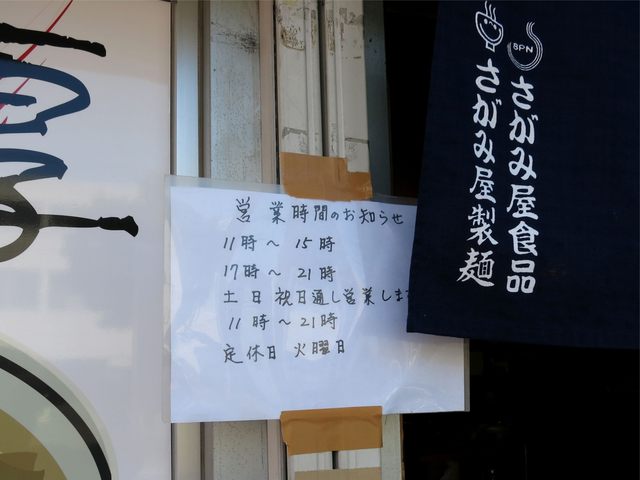 営業時間のお知らせ
11時～15時
17時～21時
土日祝日通し営業します
11時～21時
定休日 火曜日
SPN
さがみ屋食品
さがみ屋製麺